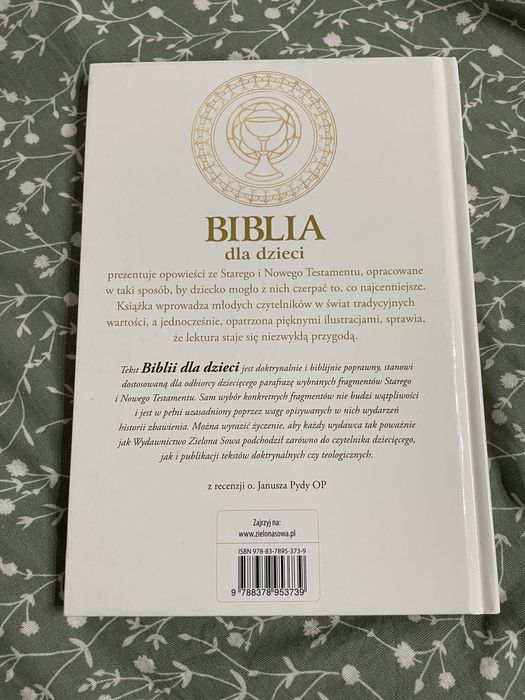 BIBLIA
dla dzieci
prezentuje opowieści ze Starego i Nowego Testamentu, opracowane
w taki sposób, by dziecko mogło z nich czerpać to, co najcenniejsze.
Książka wprowadza młodych czytelników w świat tradycyjnych
wartości, a jednocześnie, opatrzona pięknymi ilustracjami, sprawia,
że lektura staje się niezwykłą przygodą.
Tekst Biblii dla dzieci jest doktrynalnie i biblijnie poprawny, stanowi
dostosowaną dla odbiorcy dziecięcego parafrazę wybranych fragmentów Starego
i Nowego Testamentu. Sam wybór konkretnych fragmentów nie budzi wątpliwości
i jest w pełni uzasadniony poprzez wagę opisywanych w nich wydarzeń
historii zbawienia. Można wyrazić życzenie, aby każdy wydawca tak poważnie
jak Wydawnictwo Zielona Sowa podchodził zarówno do czytelnika dziecięcego,
jak i publikacji tekstów doktrynalnych czy teologicznych.
z recenzji o. Janusza Pydy OP
Zajrzyj na:
www.zielonasowa.pl
ISBN 978-83-7895-373-9
9 788378 953739